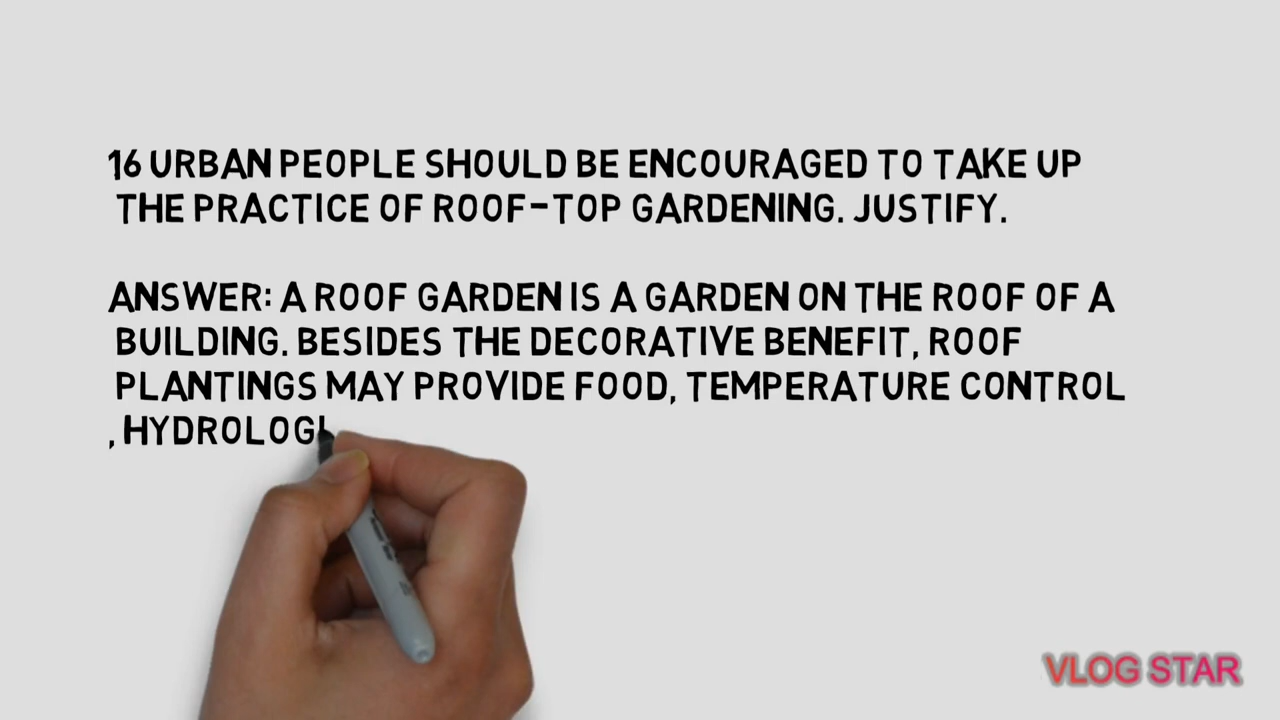 16 URBAN PEOPLE SHOULD BE ENCOURAGED TO TAKE UP
THE PRACTICE OF ROOF-TOP GARDENING. JUSTIFY.
ANSWER: A ROOF GARDEN IS A GARDEN ON THE ROOF OF A
BUILDING. BESIDES THE DECORATIVE BENEFIT, ROOF
PLANTINGS MAY PROVIDE FOOD, TEMPERATURE CONTROL
, HYDROLOGI
VLOG STAR